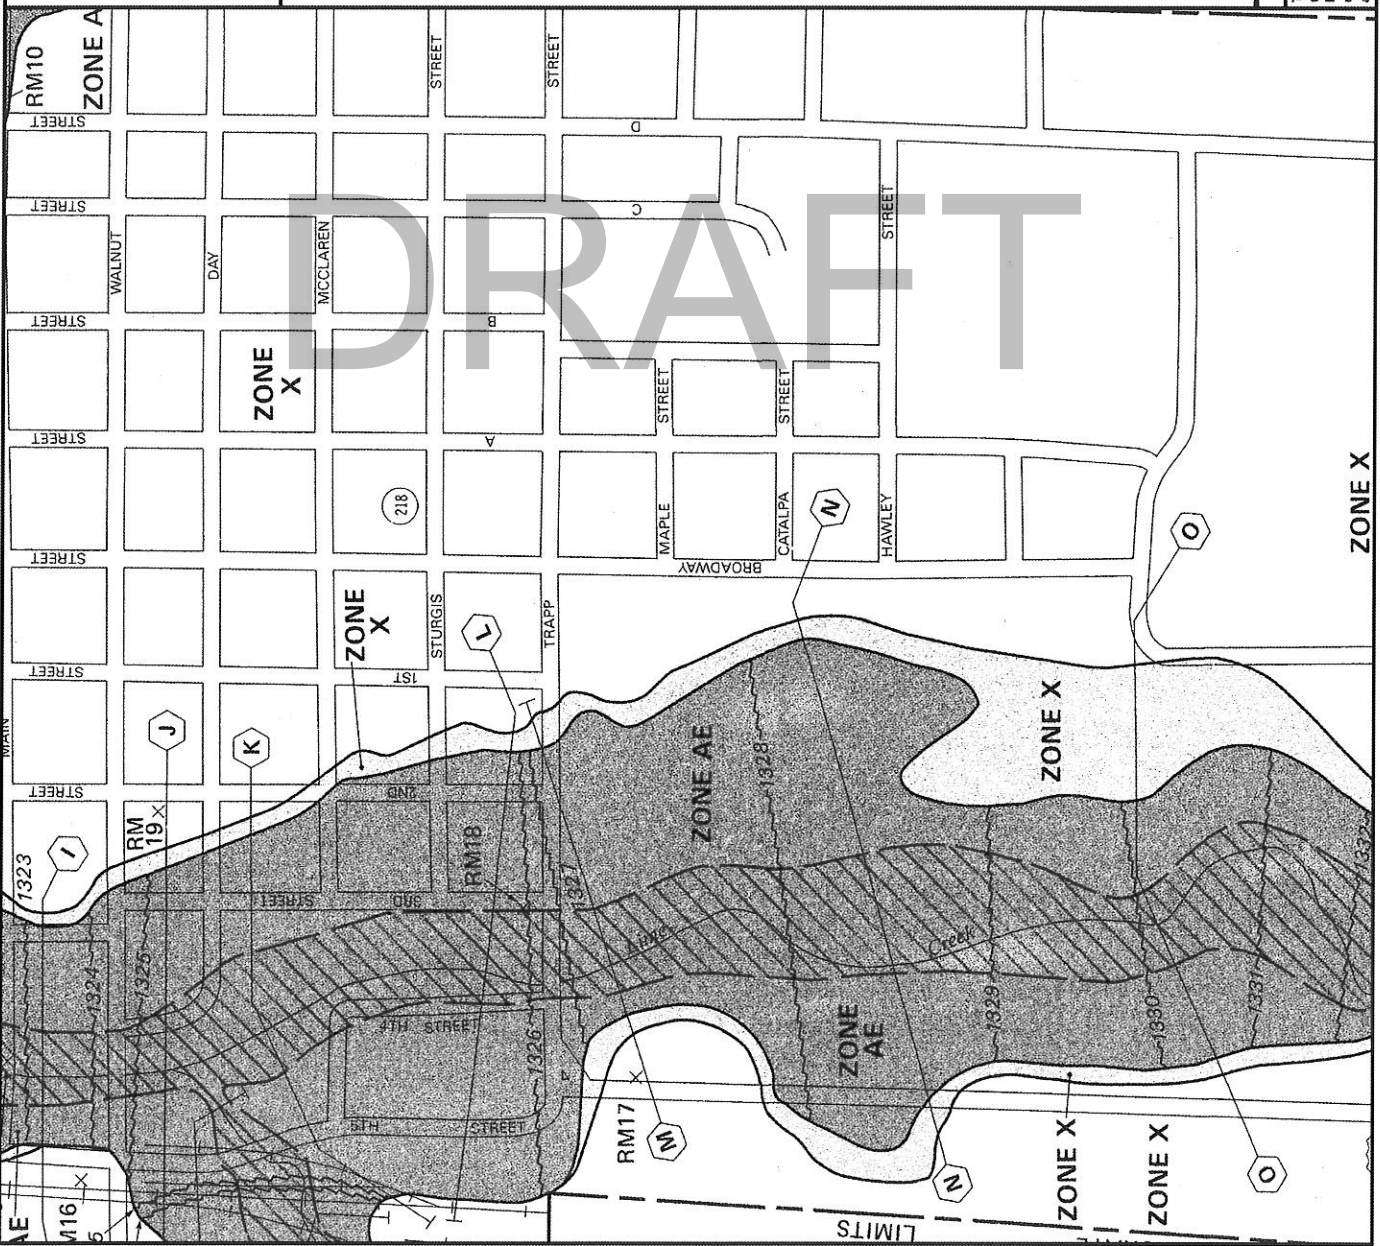 RM10
ZONE A
STREET
STREET
STREET
D
STREET
STREET
C
STREET
WALNUT
DAY
MCCLAREN
DRAFT
STREET
B
ZONE
X
STREET
STREET
STREET
A
218
MAPLE
CATALPA
N
HAWLEY
ZONE X
STREET
BROADWAY
O
ZONE
X
STURGIS
L
TRAPP
STREET
1ST
MAIN
J
K
ZONE AE
1328
ZONE X
STREET
2ND
1323
I
RM
19
RM18
1327
1332
STREET
3RD
Creek
1324
1325
1329
1330
1331
4TH STREET
1326
ZONE
AE
5TH STREET
RM17
M
N
ZONE X
ZONE X
O
AE
M16
5
LIMITS